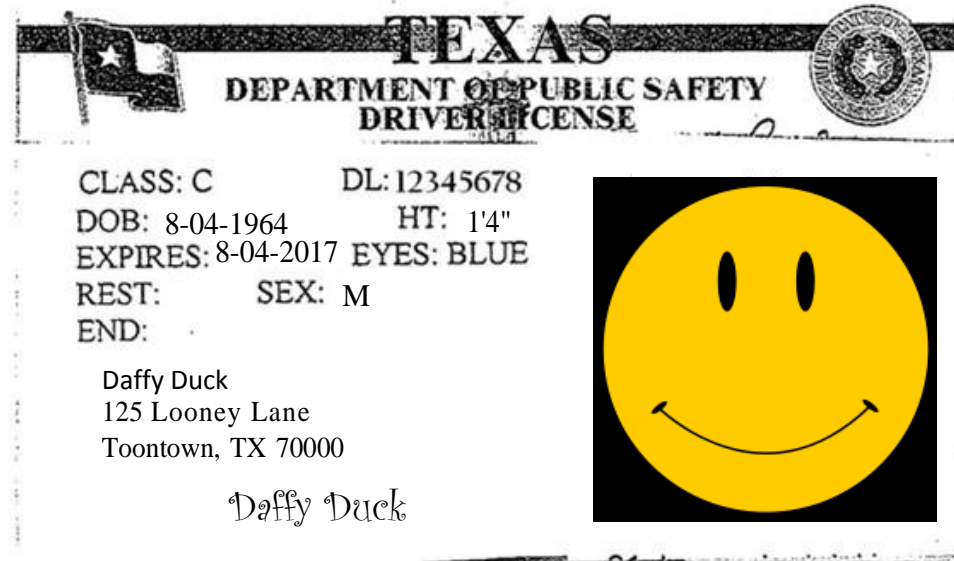 TEXAS
DEPARTMENT OF PUBLIC SAFETY
DRIVER LICENSE
CLASS: C DL: 12345678
DOB: 8-04-1964 HT: 1'4"
EXPIRES: 8-04-2017 EYES: BLUE
REST: SEX: M
END:
Daffy Duck
125 Looney Lane
Toontown, TX 70000
Daffy Duck